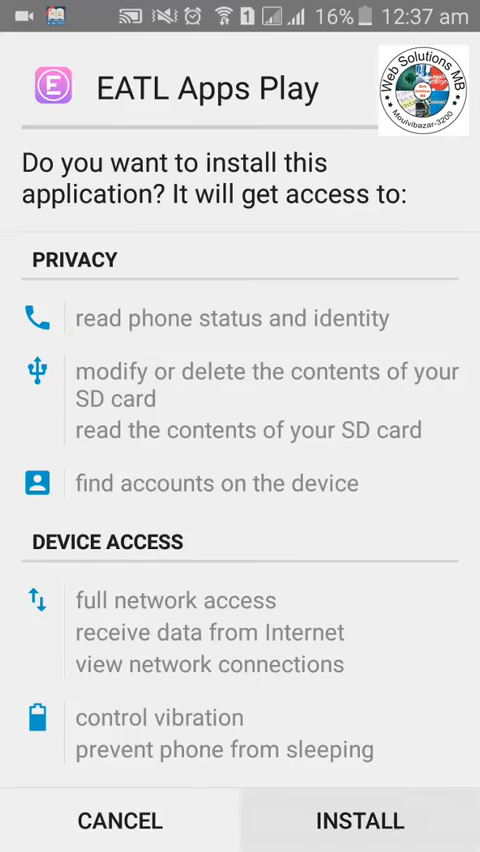 1 16% 12:37 am
E EATL Apps Play
Web Solutions MB
Moulvibazar-3200
Do you want to install this
application? It will get access to:
PRIVACY
read phone status and identity
modify or delete the contents of your
SD card
read the contents of your SD card
find accounts on the device
DEVICE ACCESS
full network access
receive data from Internet
view network connections
control vibration
prevent phone from sleeping
CANCEL INSTALL